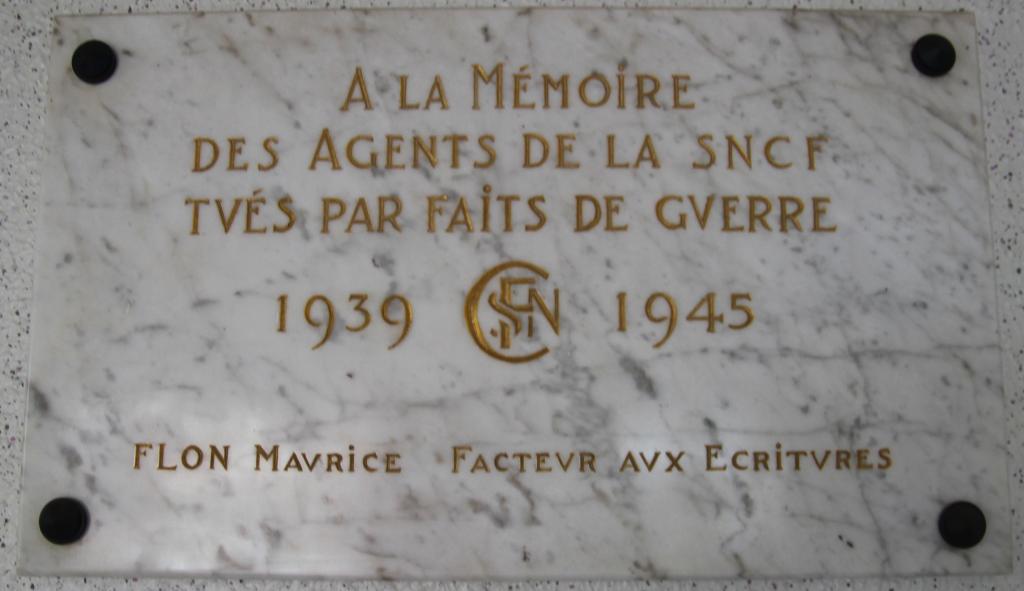 A LA MÉMOIRE
DES AGENTS DE LA SNCF
TVÉS PAR FAITS DE GVERRE
1939 SNCF 1945
FLON MAVRICE FACTEVR AVX ECRITVRES